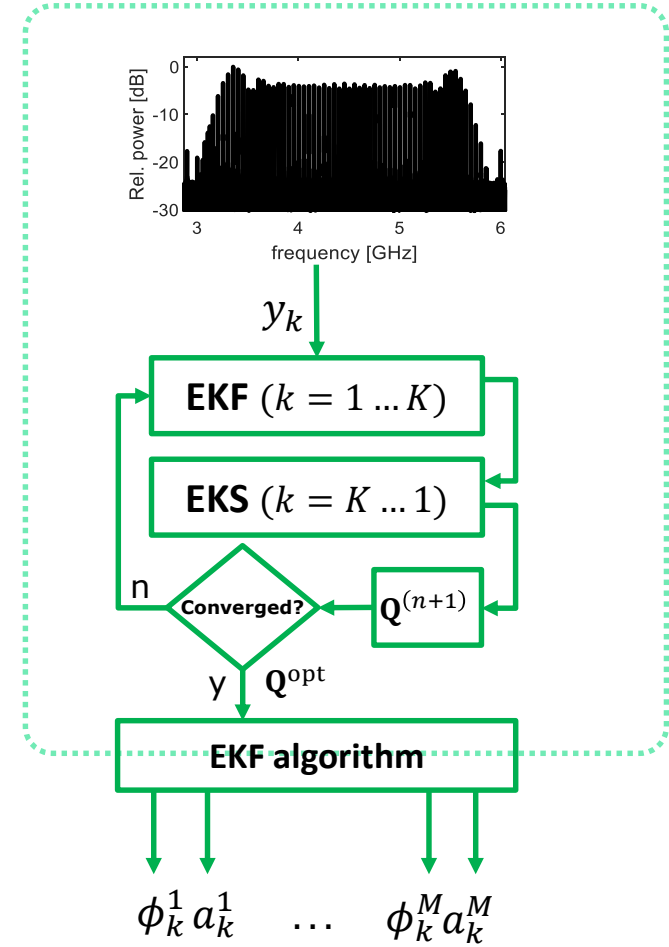 Rel. power [dB]
0
-10
-20
-30
3 4 5 6
frequency [GHz]
y_k
EKF (k = 1 … K)
EKS (k = K … 1)
n
Converged?
Q^(n+1)
y Q^opt
EKF algorithm
ϕ_k^1 a_k^1 … ϕ_k^M a_k^M